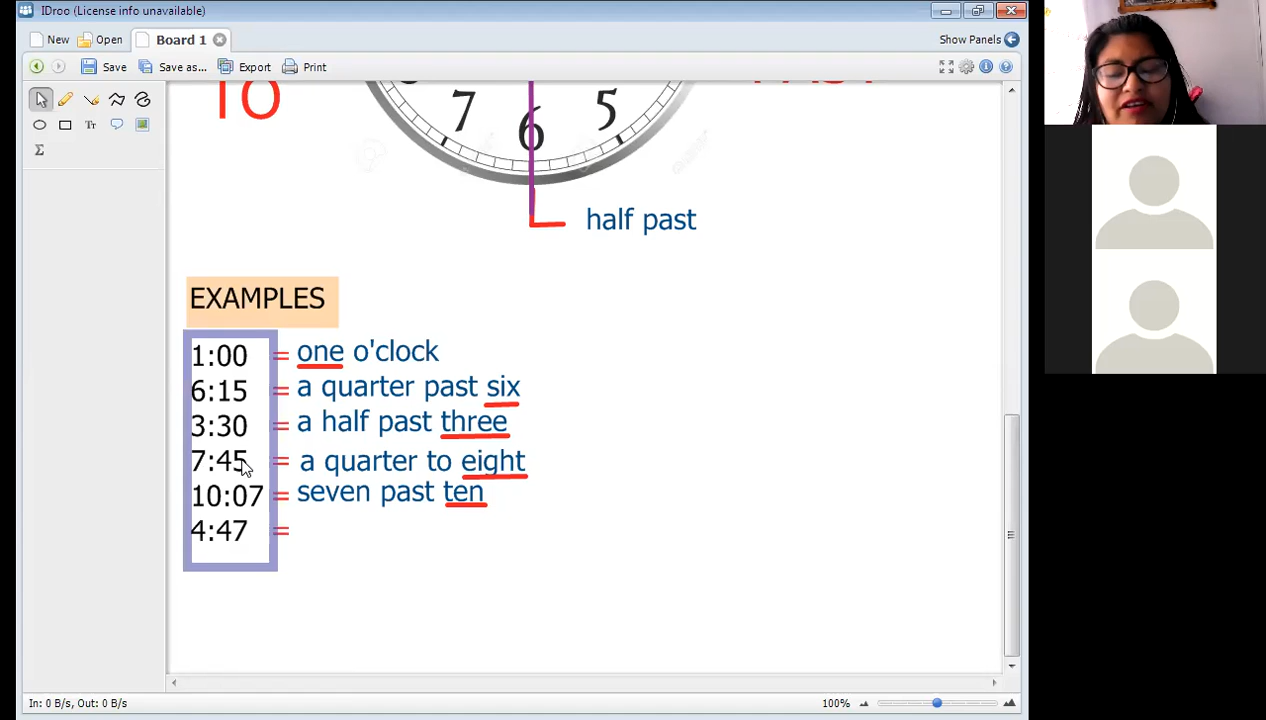 IDroo (License info unavailable)
New Open Board 1 Show Panels
Save Save as... Export Print
Tr
Σ
TO
7 6 5
half past
EXAMPLES
1:00 = one o'clock
6:15 = a quarter past six
3:30 = a half past three
7:45 = a quarter to eight
10:07 = seven past ten
4:47 =
In: 0 B/s, Out: 0 B/s 100%